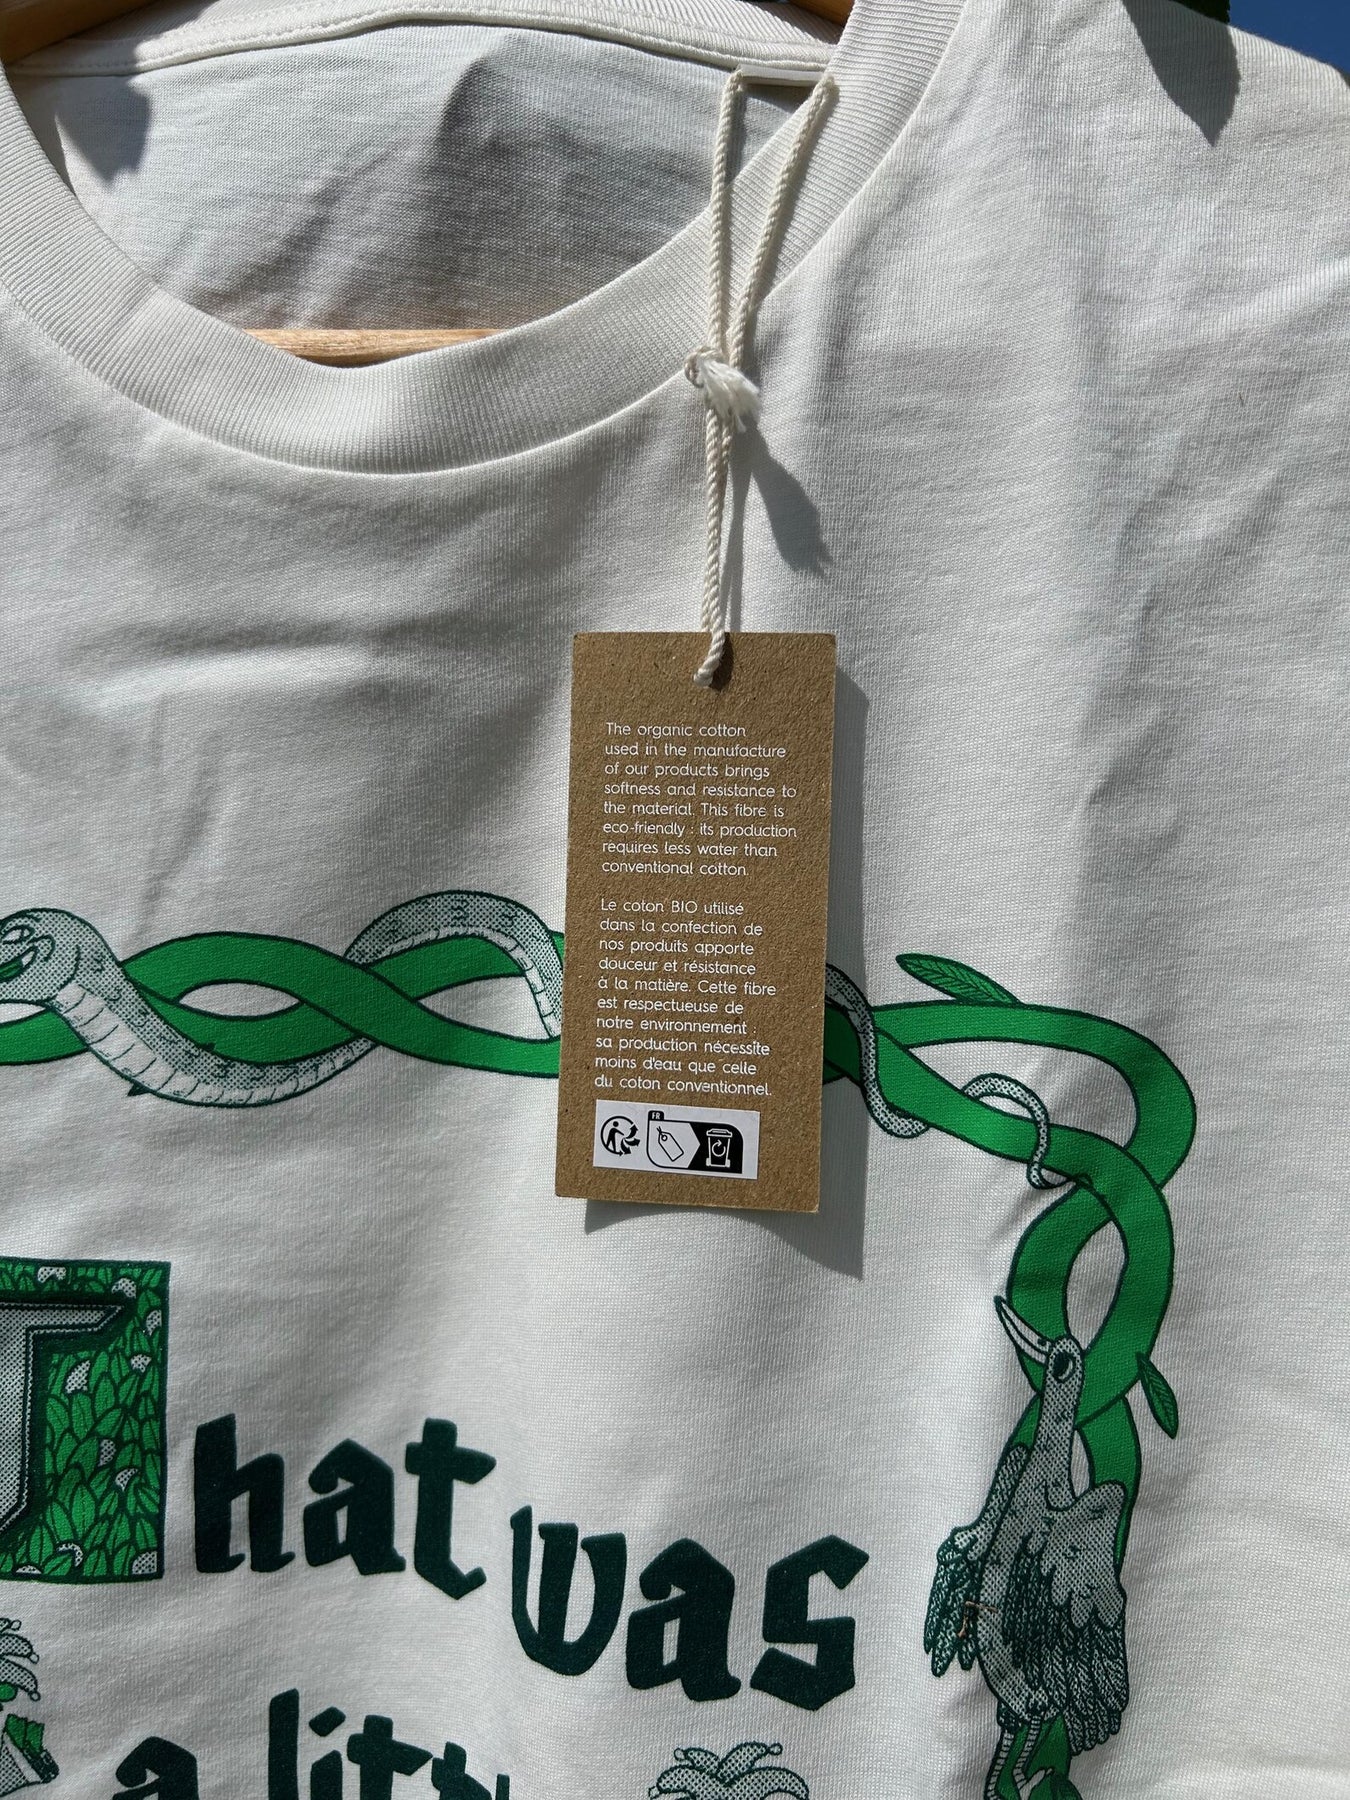 The organic cotton
used in the manufacture
of our products brings
softness and resistance to
the material. This fibre is
eco-friendly : its production
requires less water than
conventional cotton.
Le coton BIO utilisé
dans la confection de
nos produits apporte
douceur et résistance
à la matière. Cette fibre
est respectueuse de
notre environnement :
sa production nécessite
moins d'eau que celle
du coton conventionnel.
FR
That was
a